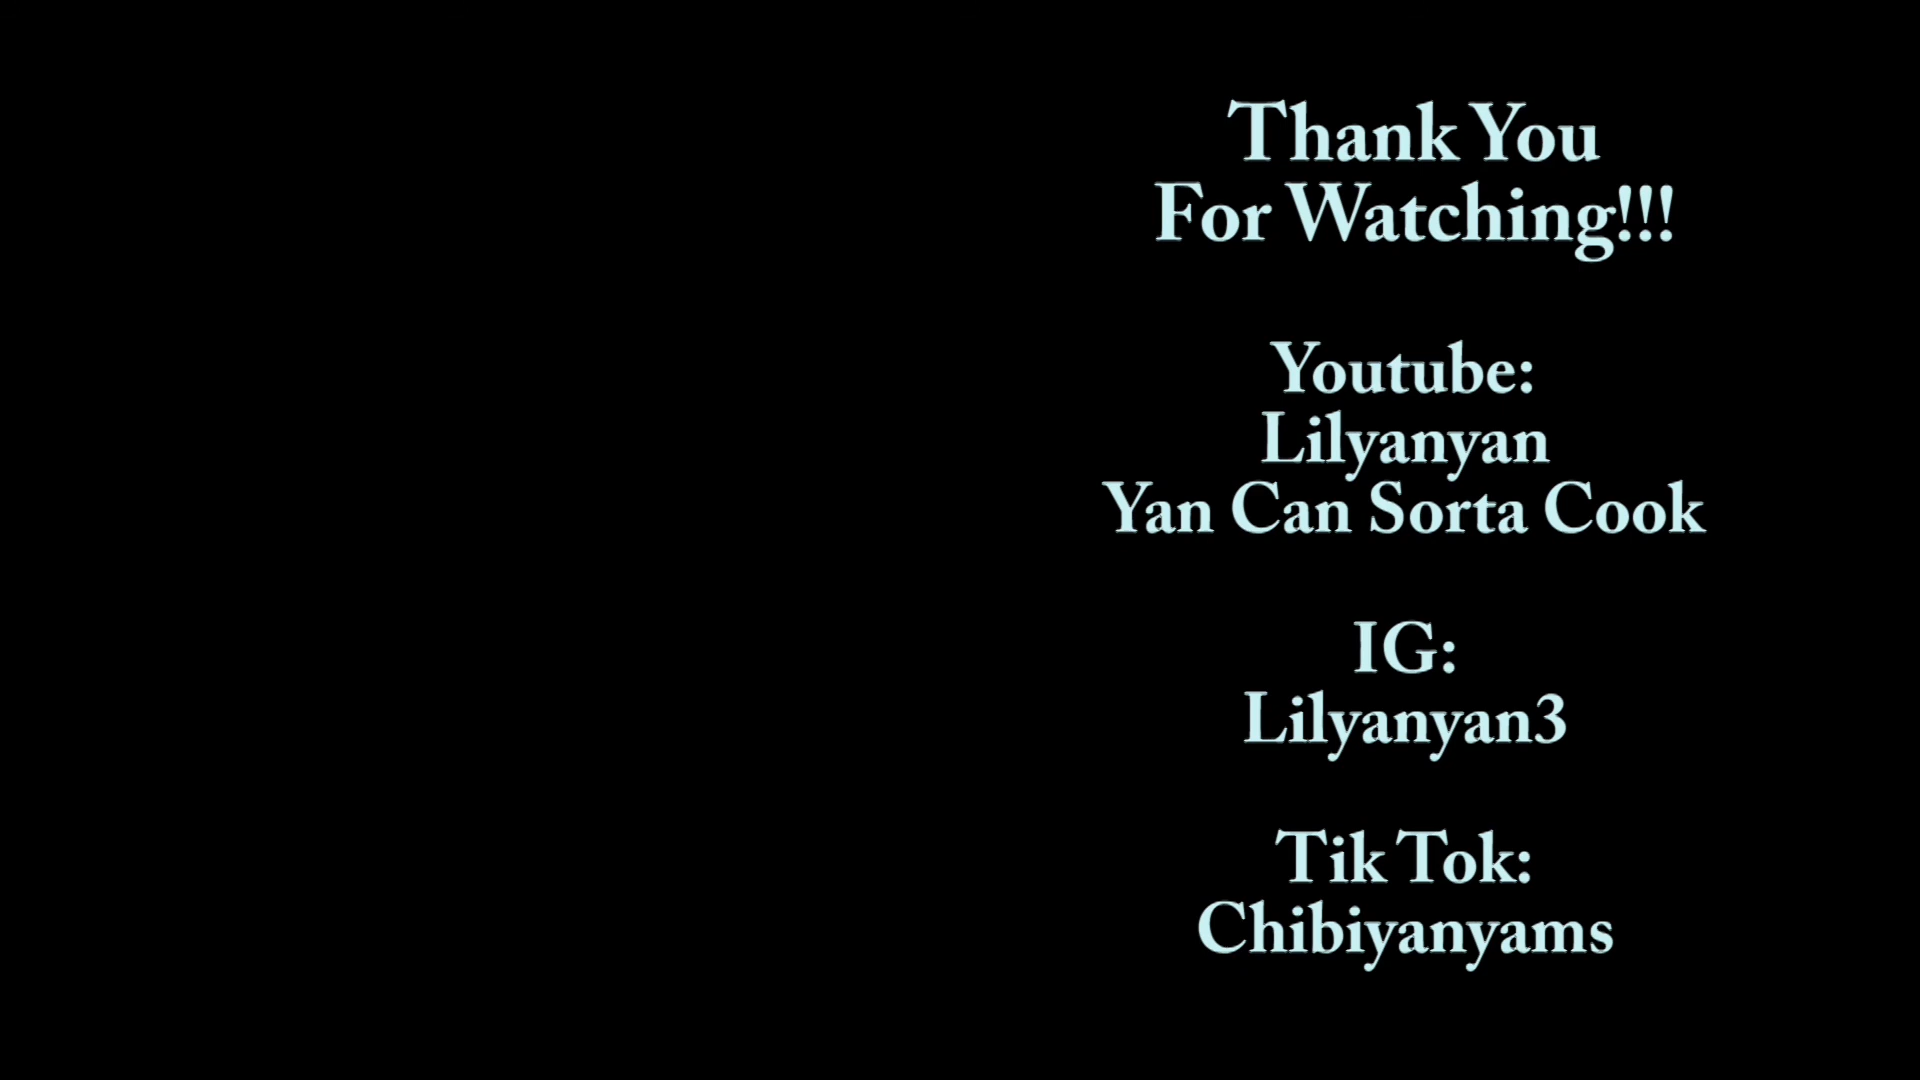 Thank You
For Watching!!!
Youtube:
Lilyanyan
Yan Can Sorta Cook
IG:
Lilyanyan3
Tik Tok:
Chibiyanyams